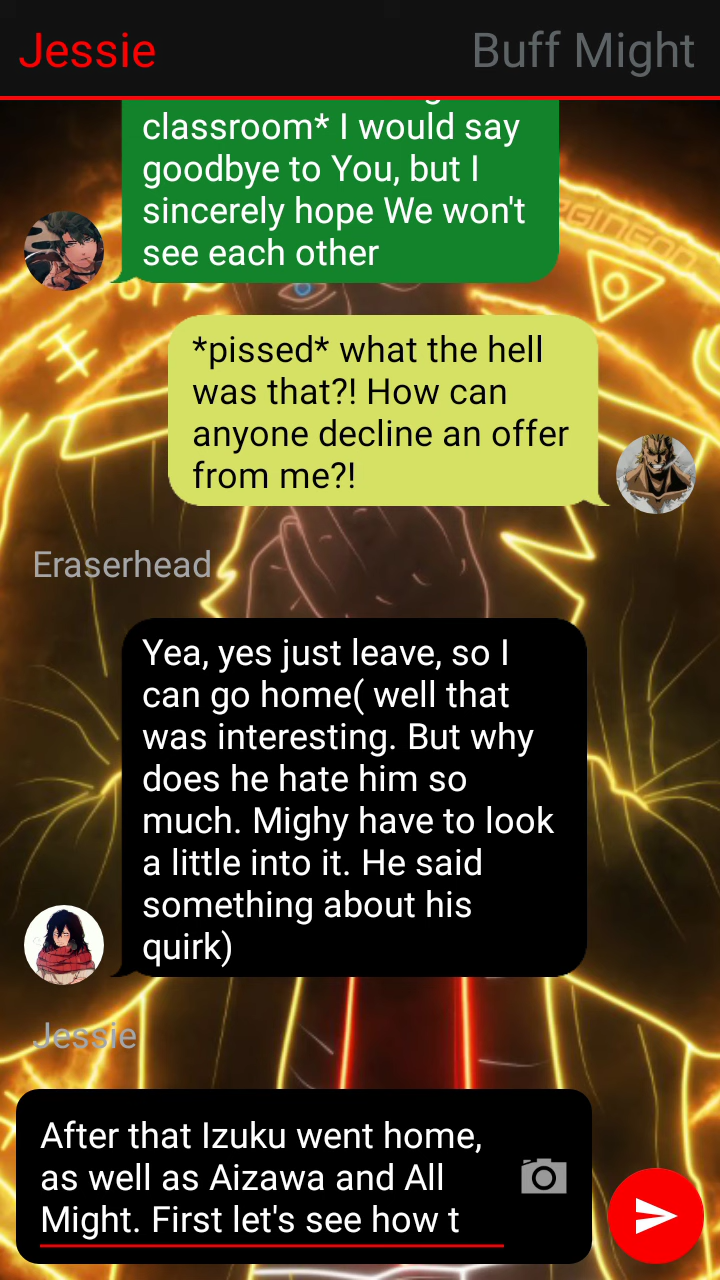 Jessie
Buff Might
classroom* I would say
goodbye to You, but I
sincerely hope We won't
see each other
*pissed* what the hell
was that?! How can
anyone decline an offer
from me?!
Eraserhead
Yea, yes just leave, so I
can go home( well that
was interesting. But why
does he hate him so
much. Mighy have to look
a little into it. He said
something about his
quirk)
Jessie
After that Izuku went home,
as well as Aizawa and All
Might. First let's see how t